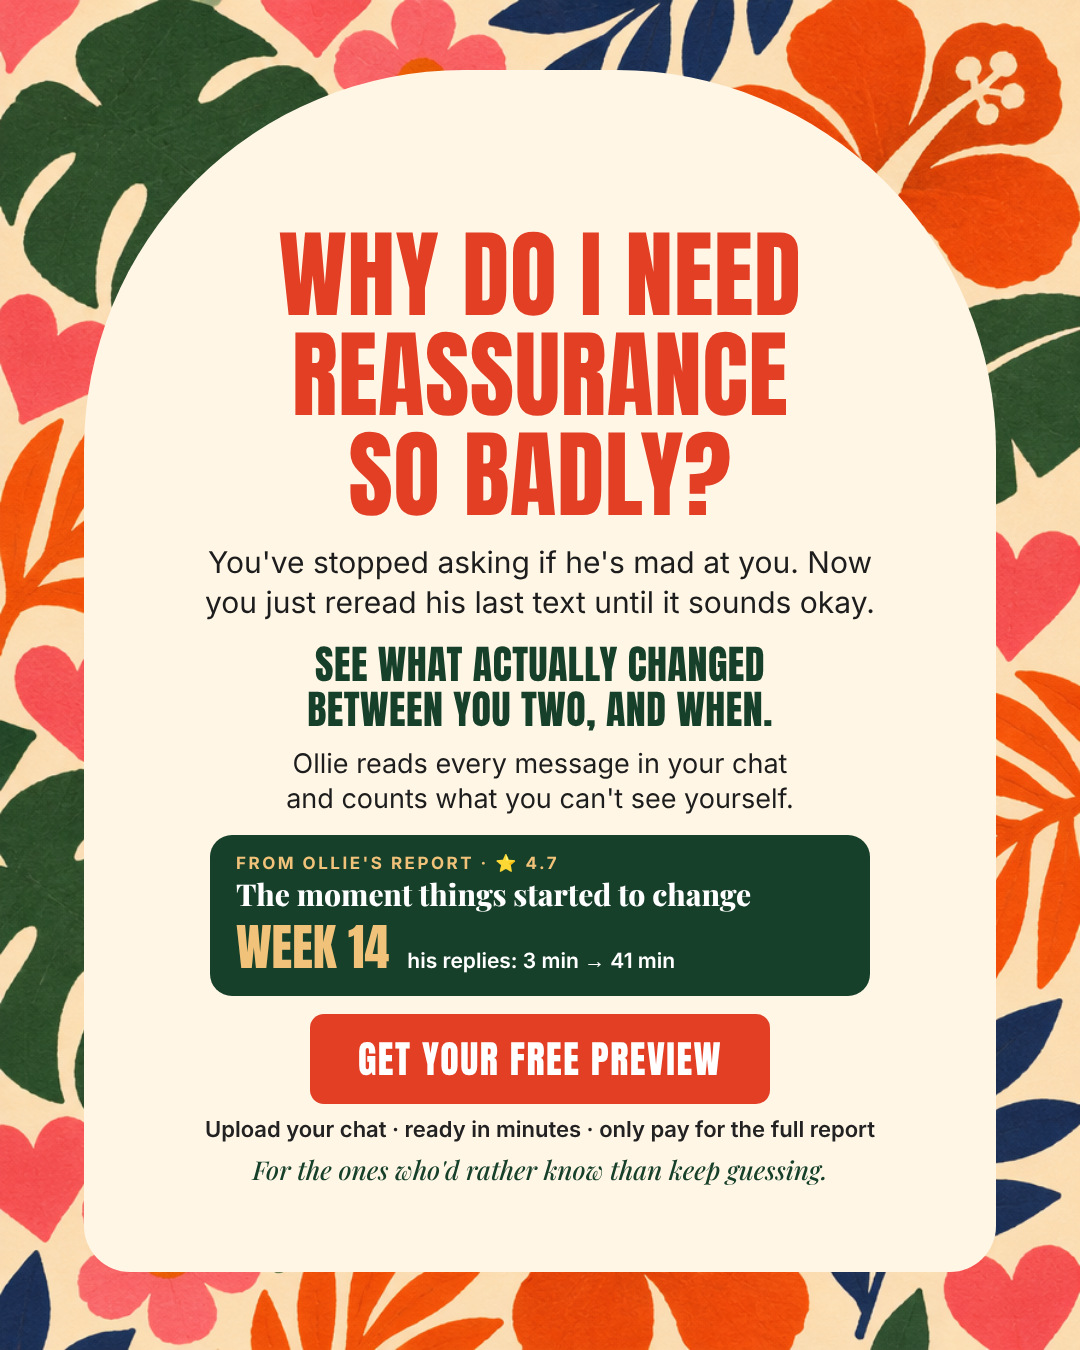 WHY DO I NEED
REASSURANCE
SO BADLY?
You've stopped asking if he's mad at you. Now
you just reread his last text until it sounds okay.
SEE WHAT ACTUALLY CHANGED
BETWEEN YOU TWO, AND WHEN.
Ollie reads every message in your chat
and counts what you can't see yourself.
FROM OLLIE'S REPORT · ⭐ 4.7
The moment things started to change
WEEK 14 his replies: 3 min → 41 min
GET YOUR FREE PREVIEW
Upload your chat · ready in minutes · only pay for the full report
For the ones who'd rather know than keep guessing.